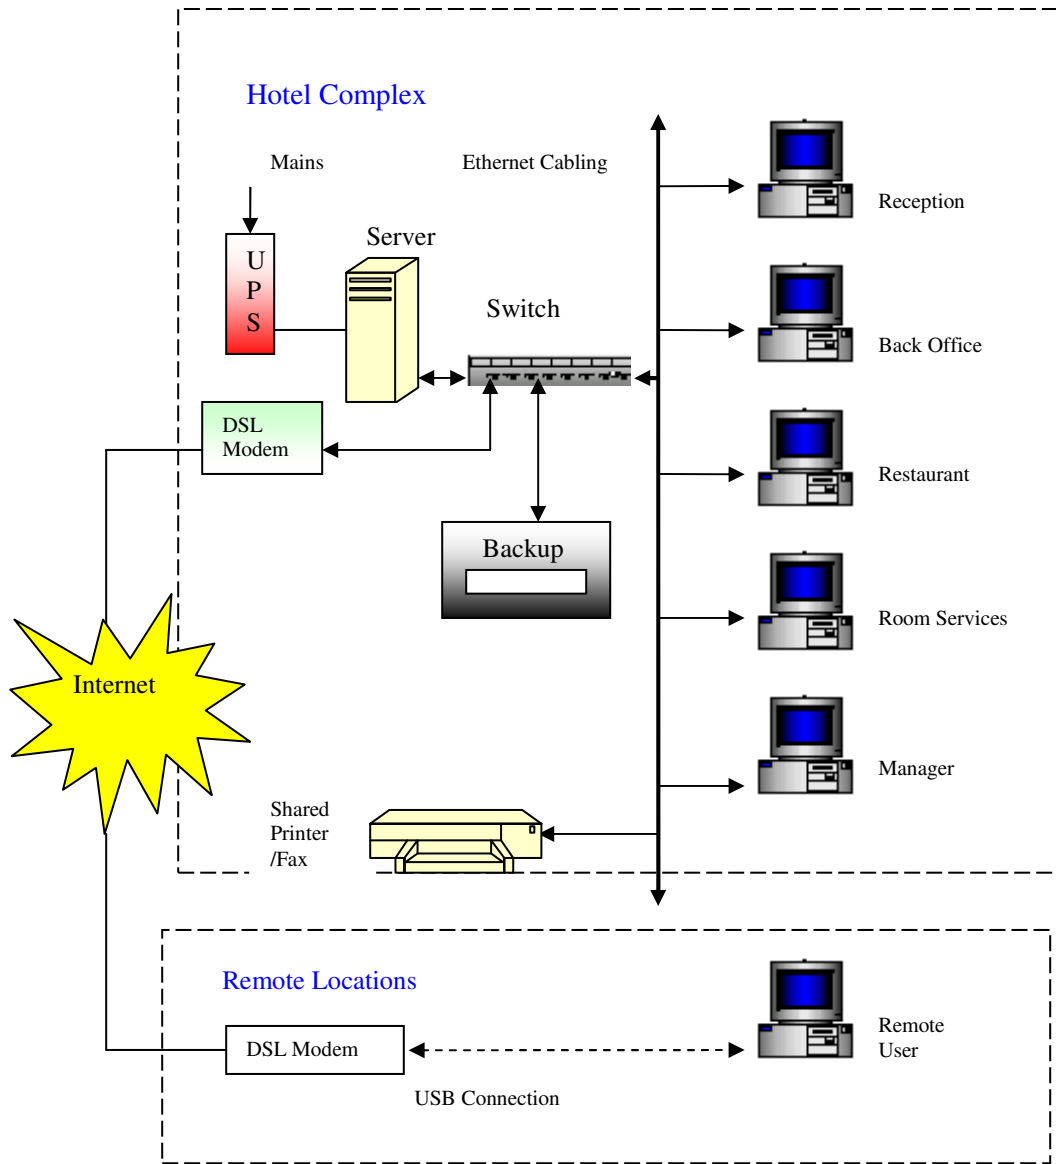 Hotel Complex
Mains
Ethernet Cabling
Reception
Server
U
P
S
Switch
Back Office
DSL
Modem
Restaurant
Backup
Room Services
Internet
Manager
Shared
Printer
/Fax
Remote Locations
DSL Modem
Remote
User
USB Connection